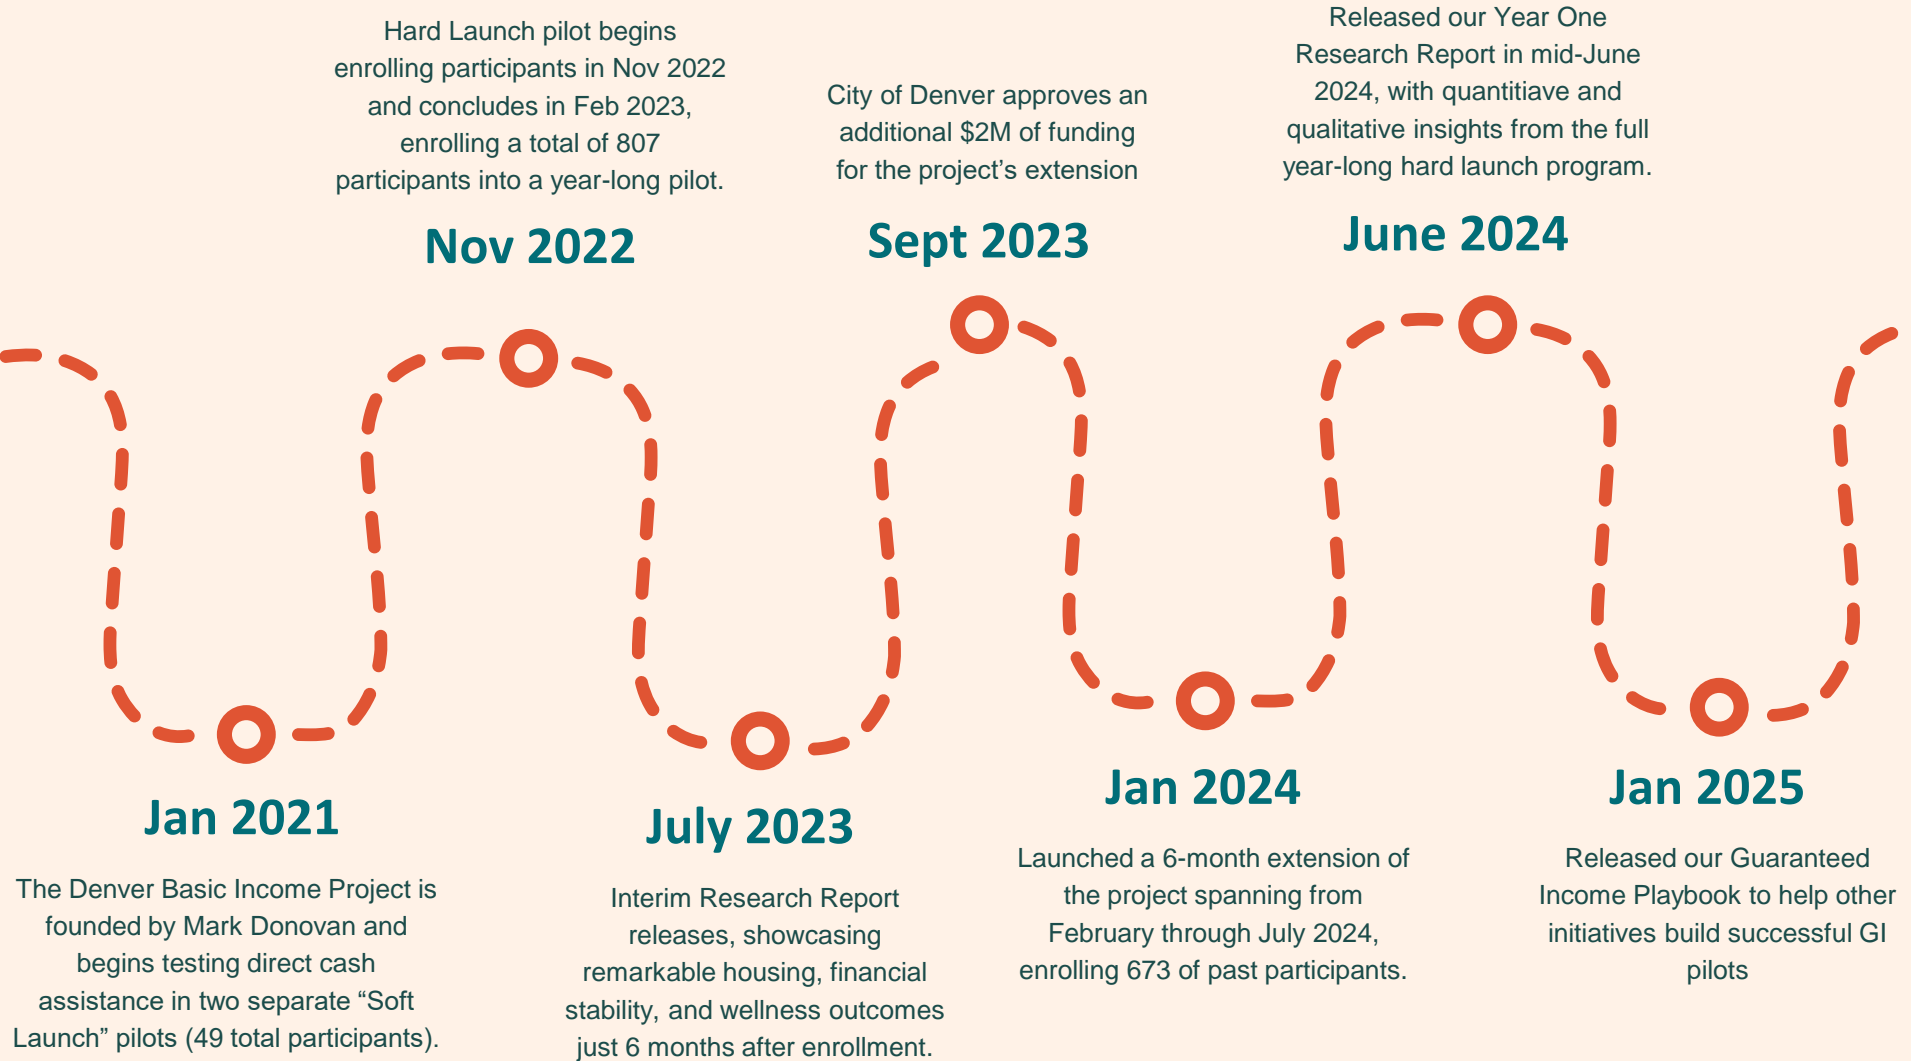 Hard Launch pilot begins
enrolling participants in Nov 2022
and concludes in Feb 2023,
enrolling a total of 807
participants into a year-long pilot.
Nov 2022
City of Denver approves an
additional $2M of funding
for the project’s extension
Sept 2023
Released our Year One
Research Report in mid-June
2024, with quantitiave and
qualitative insights from the full
year-long hard launch program.
June 2024
Jan 2021
The Denver Basic Income Project is
founded by Mark Donovan and
begins testing direct cash
assistance in two separate “Soft
Launch” pilots (49 total participants).
July 2023
Interim Research Report
releases, showcasing
remarkable housing, financial
stability, and wellness outcomes
just 6 months after enrollment.
Jan 2024
Launched a 6-month extension of
the project spanning from
February through July 2024,
enrolling 673 of past participants.
Jan 2025
Released our Guaranteed
Income Playbook to help other
initiatives build successful GI
pilots